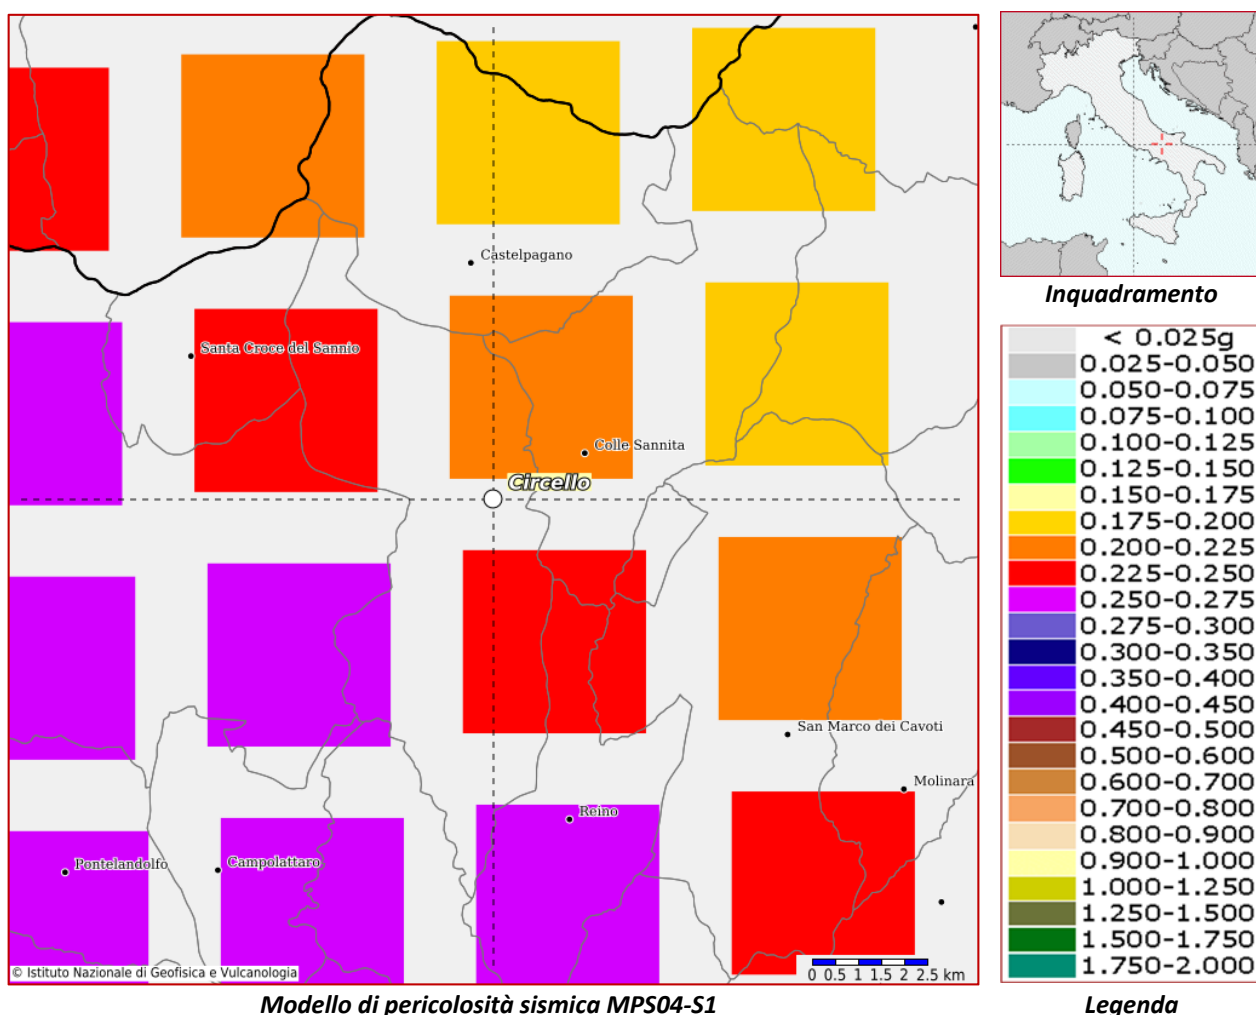 Castelpagano
Santa Croce del Sannio
Colle Sannita
Circello
San Marco dei Cavoti
Molinara
Reino
Pontelandolfo
Campolattaro
© Istituto Nazionale di Geofisica e Vulcanologia
0 0.5 1 1.5 2 2.5 km
Modello di pericolosità sismica MPS04-S1
Inquadramento
< 0.025g
0.025-0.050
0.050-0.075
0.075-0.100
0.100-0.125
0.125-0.150
0.150-0.175
0.175-0.200
0.200-0.225
0.225-0.250
0.250-0.275
0.275-0.300
0.300-0.350
0.350-0.400
0.400-0.450
0.450-0.500
0.500-0.600
0.600-0.700
0.700-0.800
0.800-0.900
0.900-1.000
1.000-1.250
1.250-1.500
1.500-1.750
1.750-2.000
Legenda